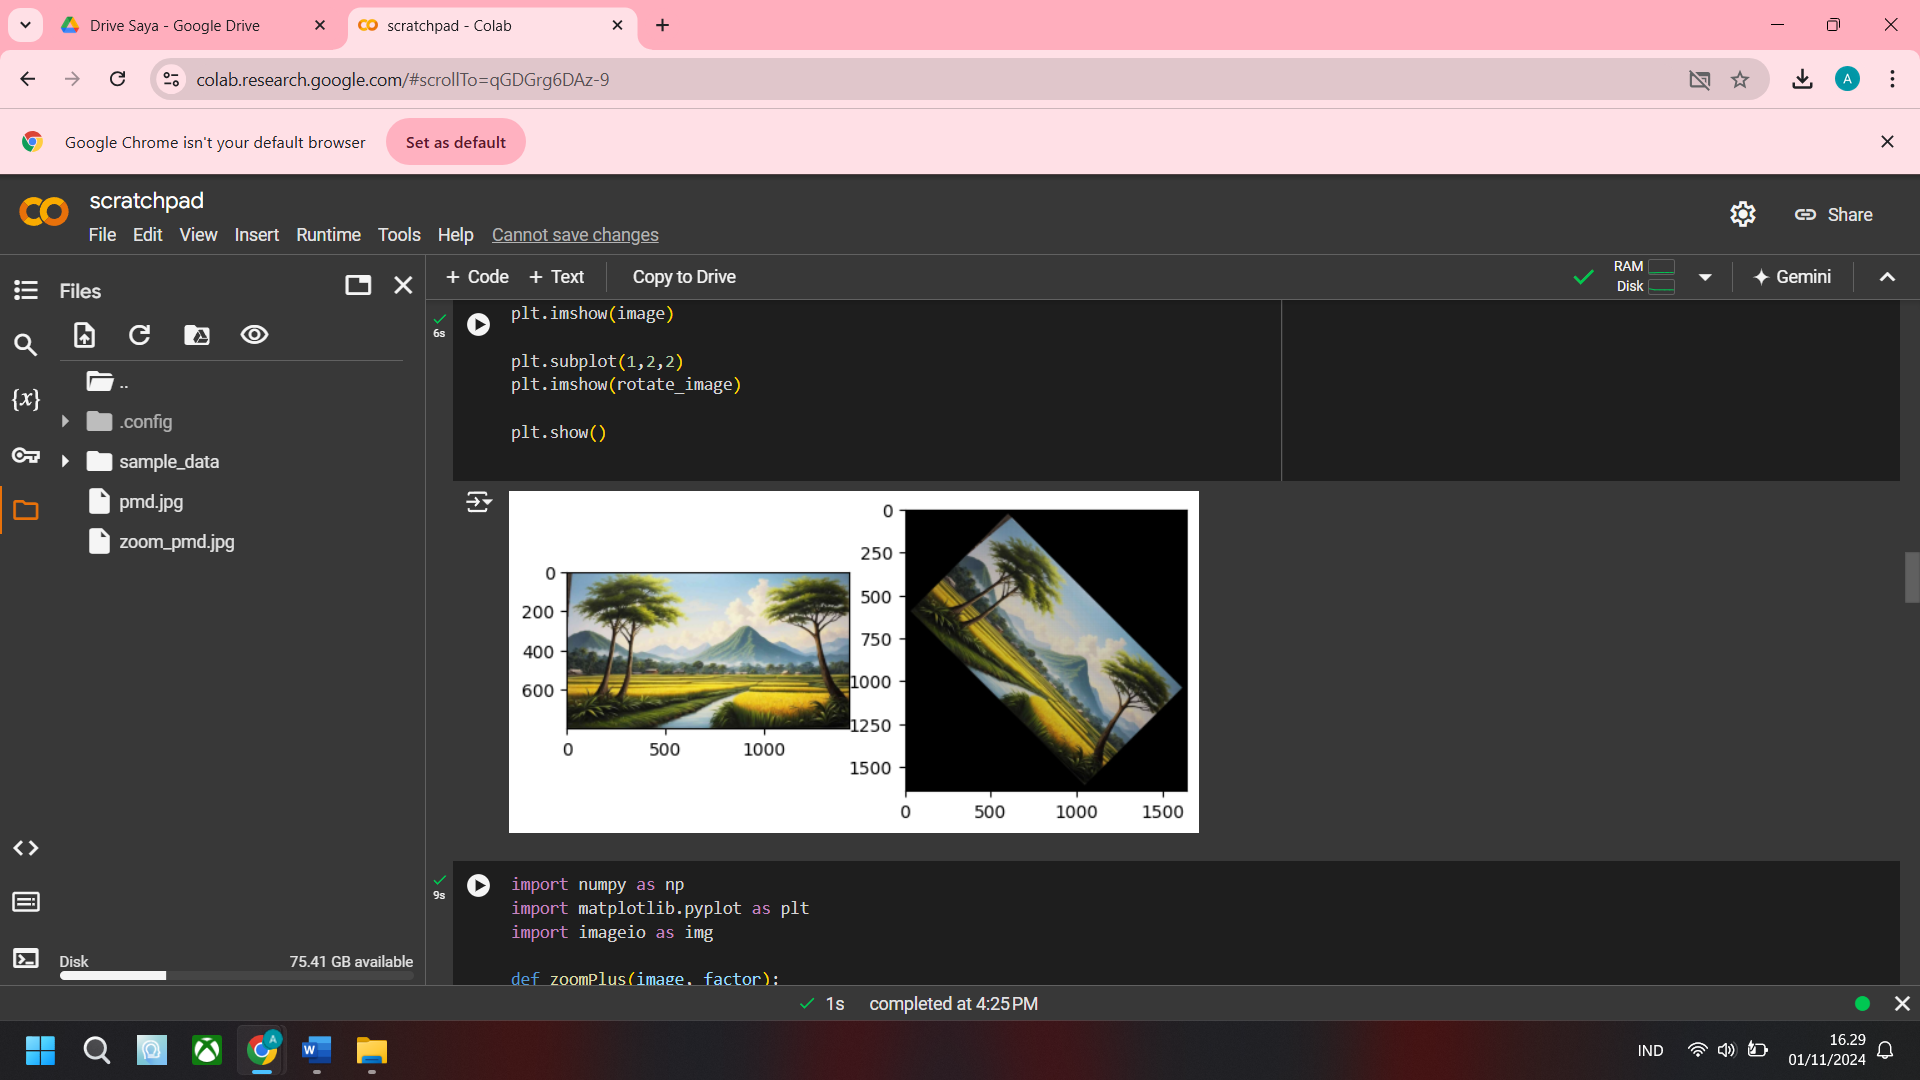 Drive Saya - Google Drive
scratchpad - Colab
colab.research.google.com/#scrollTo=qGDGrg6DAz-9
A
Google Chrome isn't your default browser
Set as default
scratchpad
File Edit View Insert Runtime Tools Help Cannot save changes
Share
Files
+ Code + Text Copy to Drive
RAM
Disk
Gemini
..
.config
sample_data
pmd.jpg
zoom_pmd.jpg
Disk 75.41 GB available
{x}
6s
plt.imshow(image)
plt.subplot(1,2,2)
plt.imshow(rotate_image)
plt.show()
0
200
400
600
0 500 1000
0
250
500
750
1000
1250
1500
0 500 1000 1500
9s
import numpy as np
import matplotlib.pyplot as plt
import imageio as img
def zoomPlus(image, factor):
1s completed at 4:25 PM
A
W
IND
16.29
01/11/2024